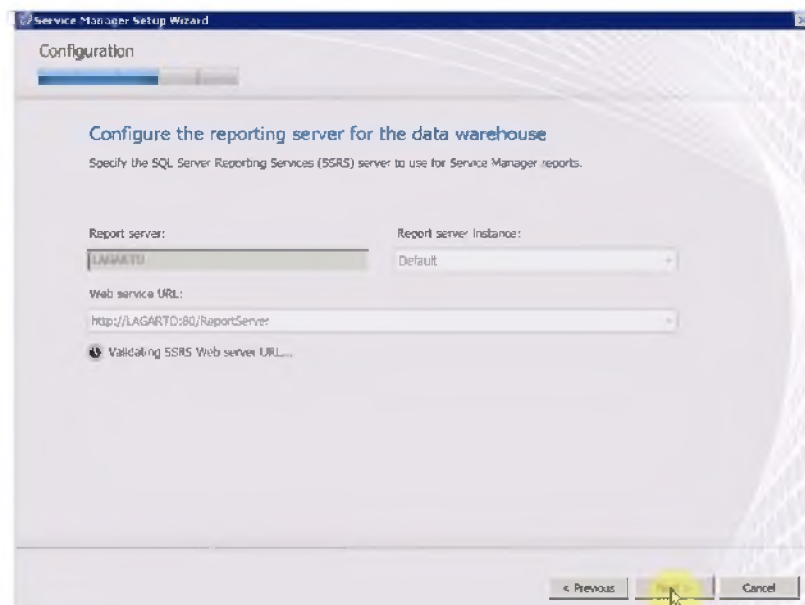 Service Manager Setup Wizard
Configuration
Configure the reporting server for the data warehouse
Specify the SQL Server Reporting Services (SSRS) server to use for Service Manager reports.
Report server:
Report server instance:
LAGARTO
Default
Web service URL:
http://LAGARTO:80/ReportServer
Validating SSRS Web server URL...
< Previous
Next >
Cancel